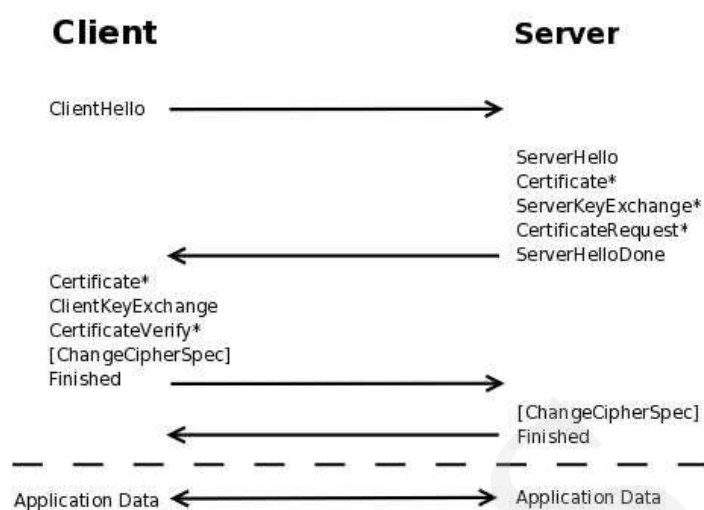 Client
Server
ClientHello
ServerHello
Certificate*
ServerKeyExchange*
CertificateRequest*
ServerHelloDone
Certificate*
ClientKeyExchange
CertificateVerify*
[ChangeCipherSpec]
Finished
[ChangeCipherSpec]
Finished
Application Data
Application Data